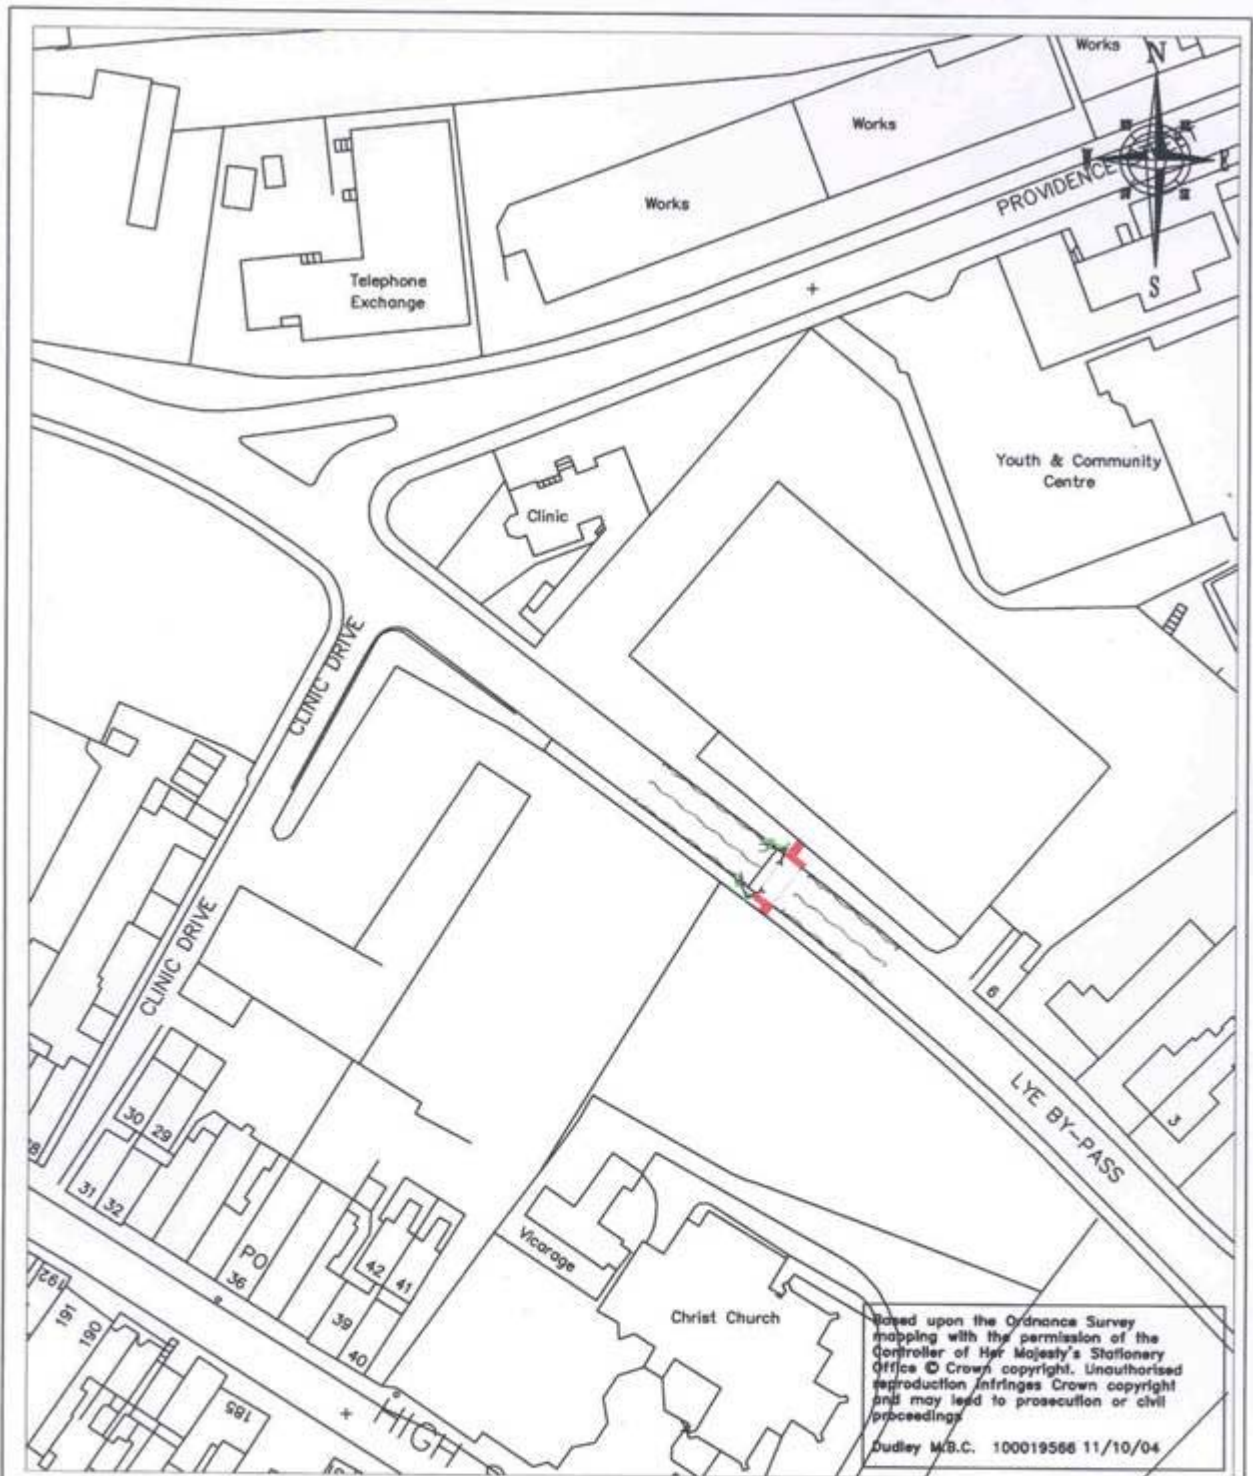 Works
N
Works
Works
PROVIDENCE
E
S
Telephone
Exchange
Youth & Community
Centre
Clinic
CLINIC DRIVE
CLINIC DRIVE
6
LYE BY-PASS
3
30
29
31
32
PO
36
42
41
39
40
Vicarage
Christ Church
192
191
190
185
HIGH
Based upon the Ordnance Survey
mapping with the permission of the
Controller of Her Majesty's Stationery
Office © Crown copyright. Unauthorised
reproduction infringes Crown copyright
and may lead to prosecution or civil
proceedings
Dudley M.B.C. 100019566 11/10/04